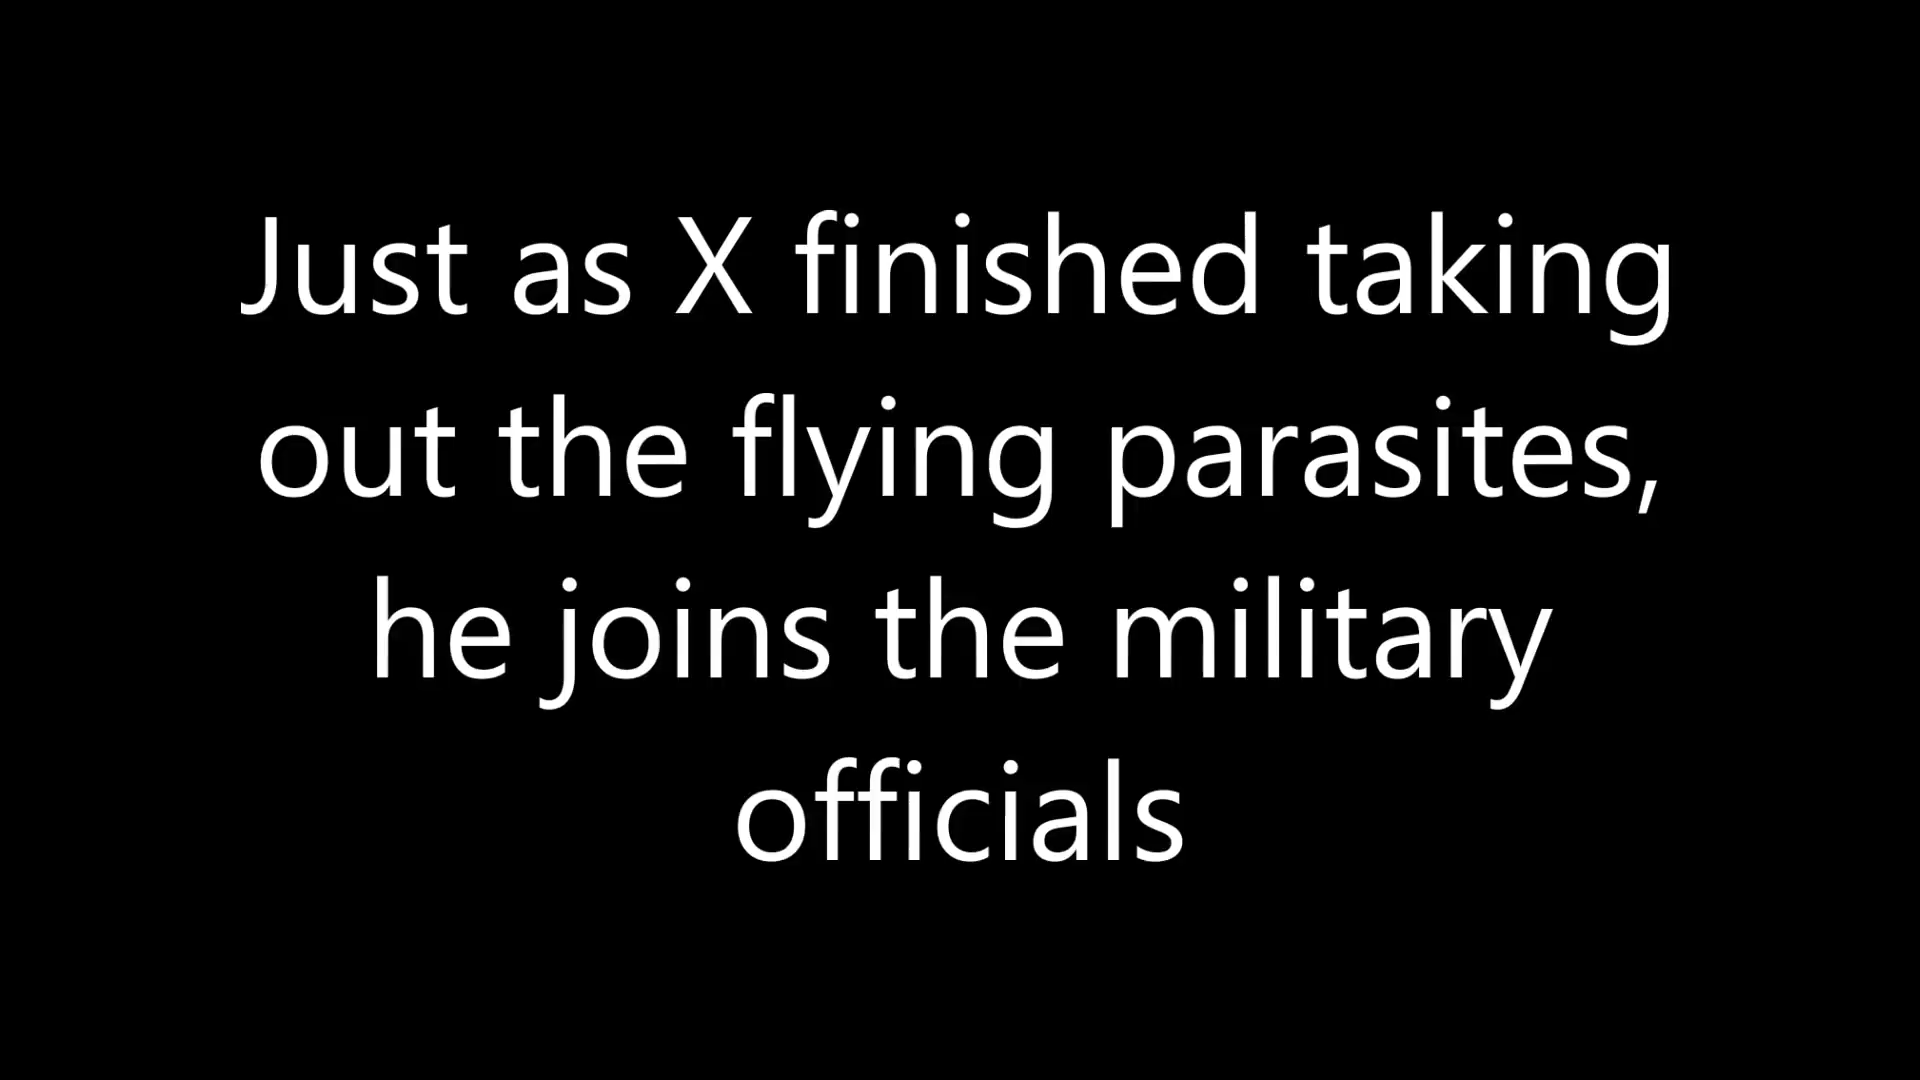 Just as X finished taking
out the flying parasites,
he joins the military
officials